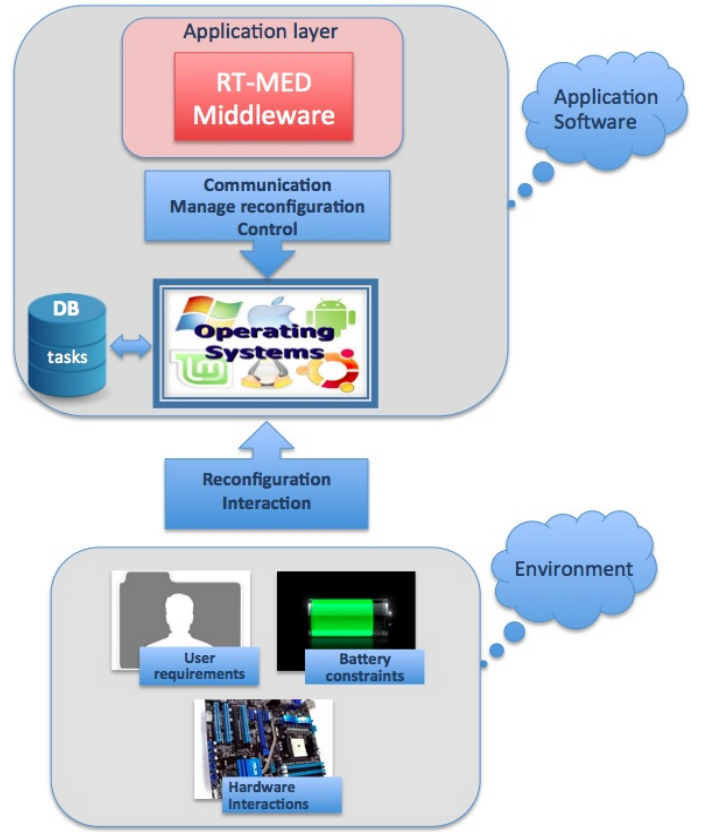 Application layer
RT-MED
Middleware
Application
Software
Communication
Manage reconfiguration
Control
DB
tasks
Operating
Systems
Reconfiguration
Interaction
Environment
User
requirements
Battery
constraints
Hardware
Interactions